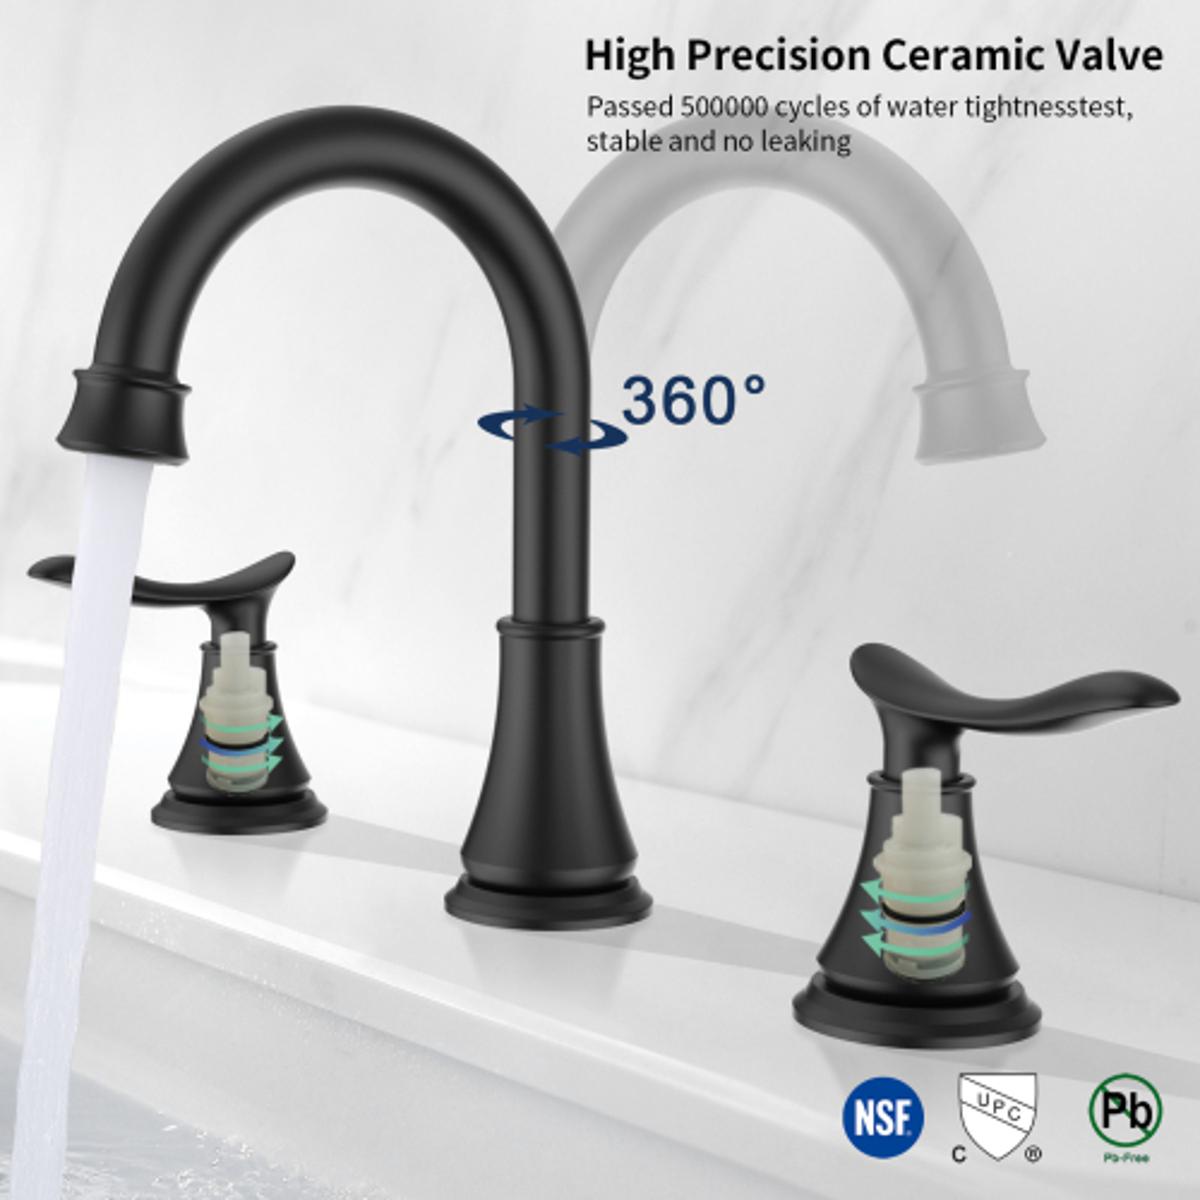 High Precision Ceramic Valve
Passed 500000 cycles of water tightnesstest,
stable and no leaking
360°
NSF.
UPC
C ®
Pb
Pb-Free